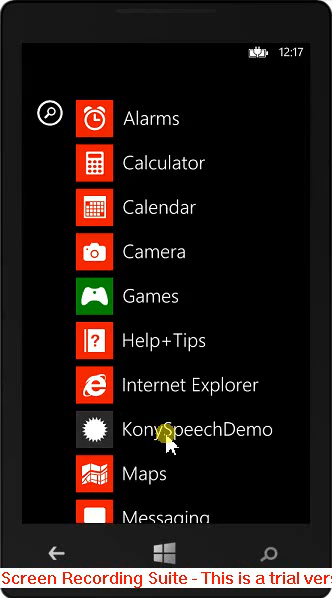 12:17
Alarms
Calculator
Calendar
Camera
Games
Help+Tips
Internet Explorer
KonySpeechDemo
Maps
Messaging
Screen Recording Suite - This is a trial ver